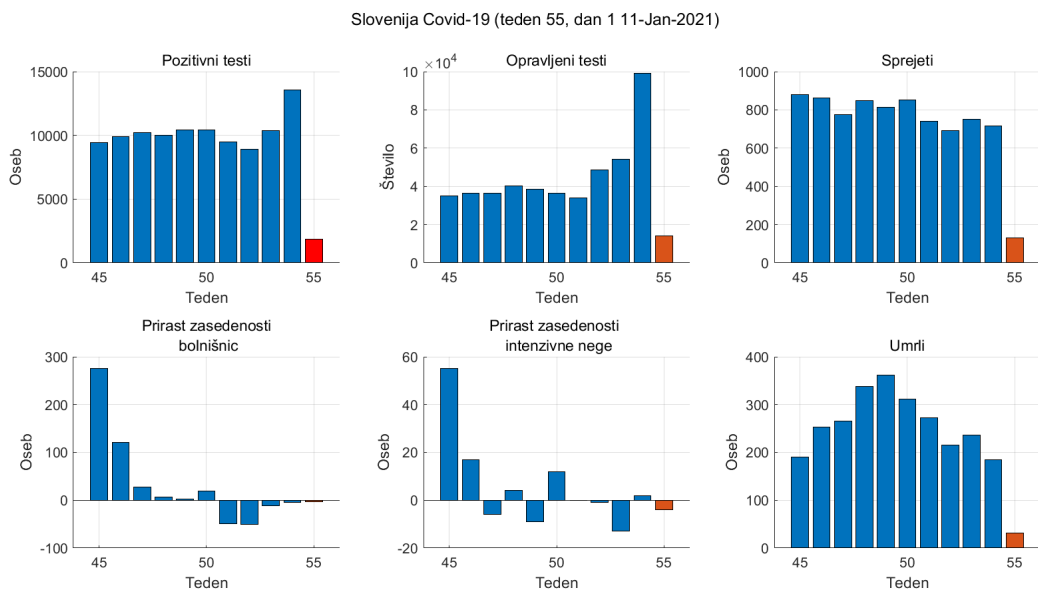 Slovenija Covid-19 (teden 55, dan 1 11-Jan-2021)
Pozitivni testi
15000
10000
5000
0
Oseb
45
50
55
Teden
Opravljeni testi
×10⁴
10
8
6
4
2
0
Število
45
50
55
Teden
Sprejeti
1000
800
600
400
200
0
Oseb
45
50
55
Teden
Prirast zasedenosti
bolnišnic
300
200
100
0
-100
Oseb
45
50
55
Teden
Prirast zasedenosti
intenzivne nege
60
40
20
0
-20
Oseb
45
50
55
Teden
Umrli
400
300
200
100
0
Oseb
45
50
55
Teden